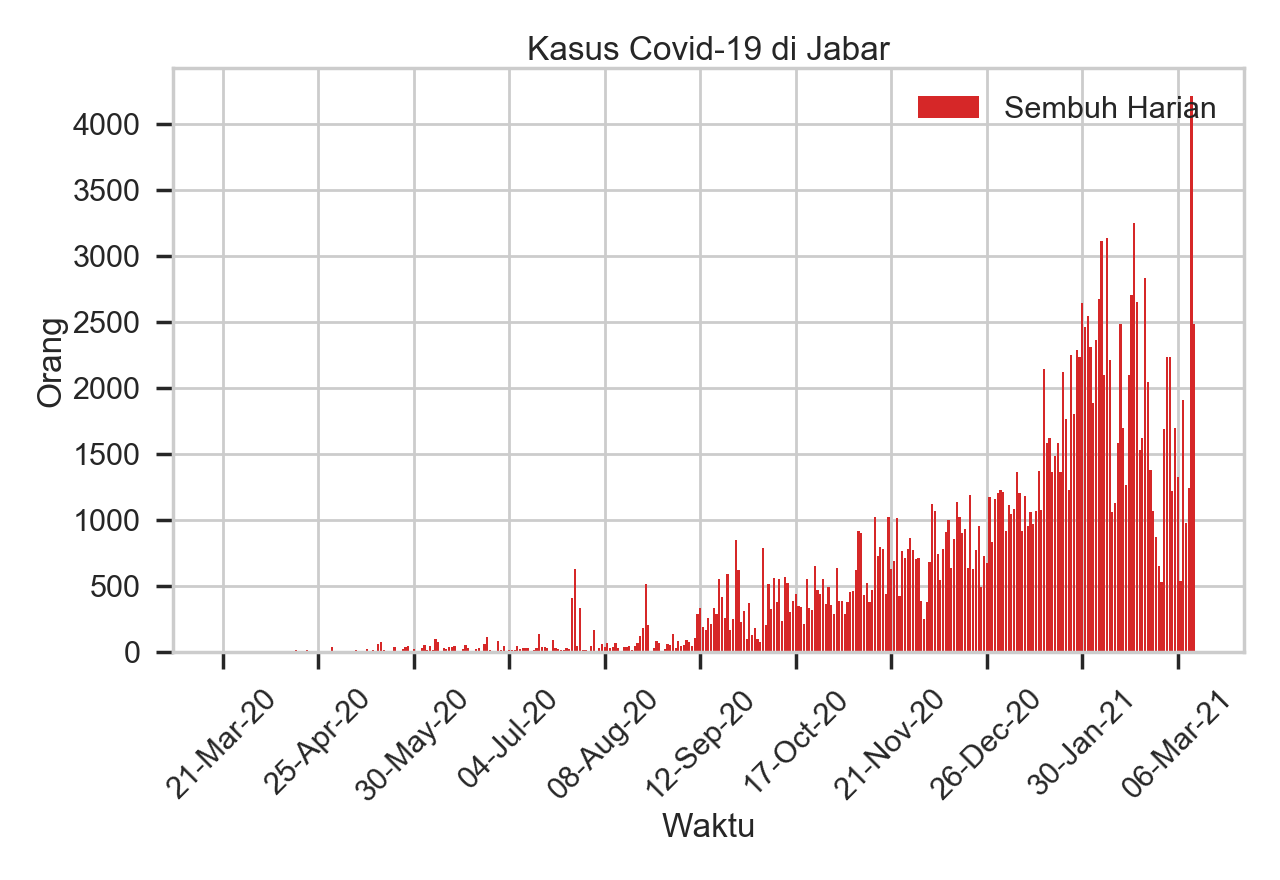 Kasus Covid-19 di Jabar
Sembuh Harian
Orang
4000
3500
3000
2500
2000
1500
1000
500
0
21-Mar-20
25-Apr-20
30-May-20
04-Jul-20
08-Aug-20
12-Sep-20
17-Oct-20
21-Nov-20
26-Dec-20
30-Jan-21
06-Mar-21
Waktu